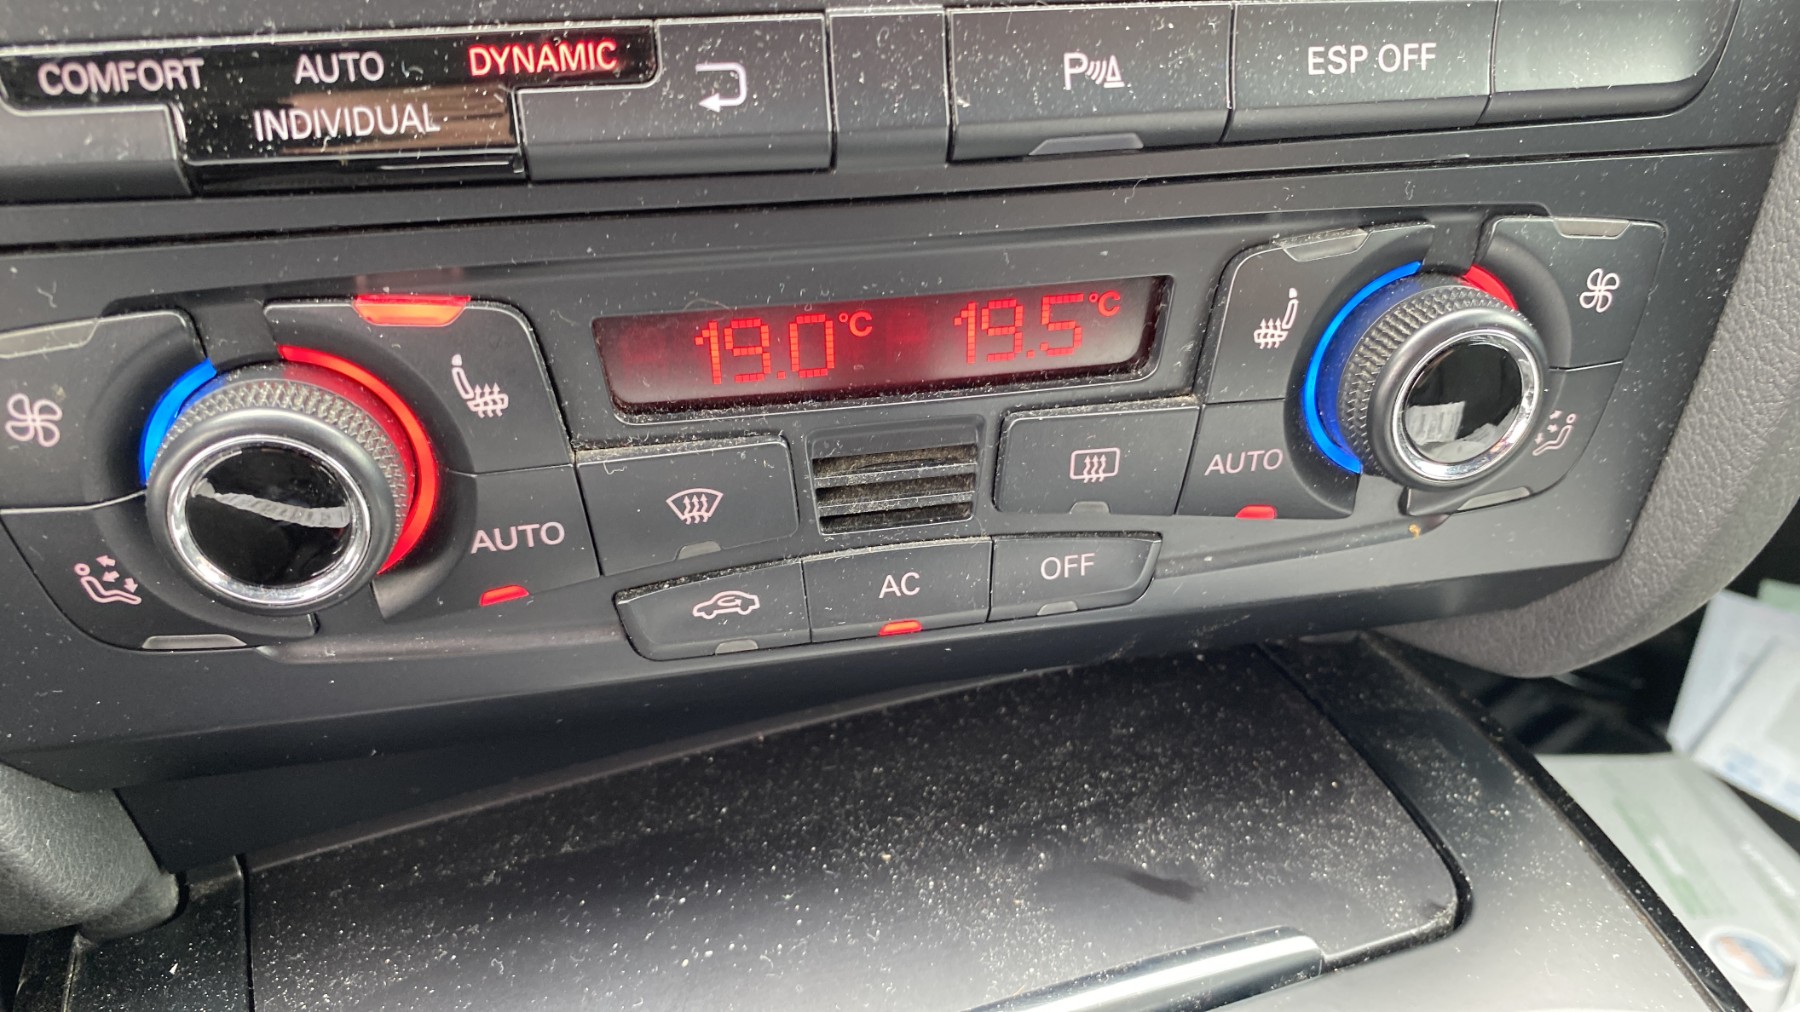 COMFORT AUTO DYNAMIC
INDIVIDUAL
P
ESP OFF
19.0°C 19.5°C
AUTO
AUTO
AC
OFF